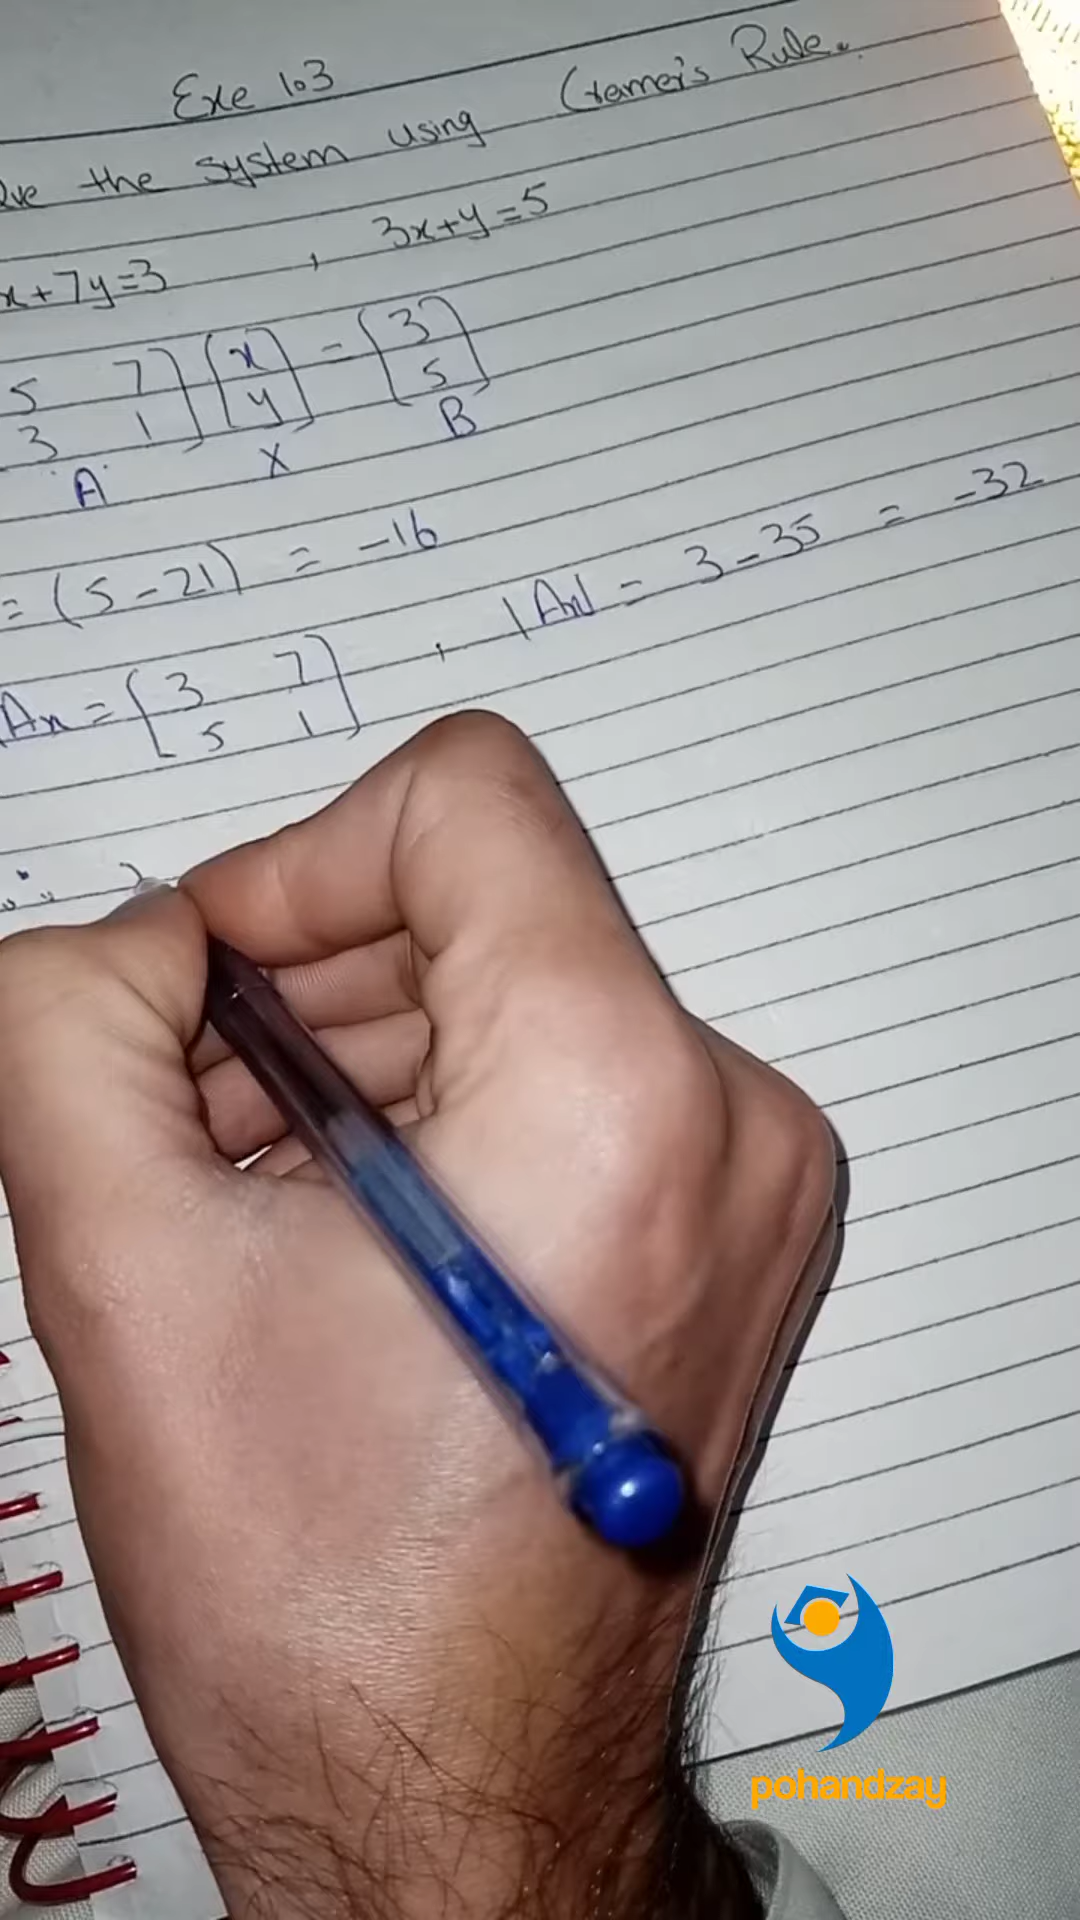 Exe 1.3
the system using Cramer's Rule.
x+7y=3 , 3x+y=5
5 7 x = 3
3 1 y 5
A X B
= (5-21) = -16
Ax = [3 7 , |Ax| = 3-35 = -32
5 1]
pohandzay